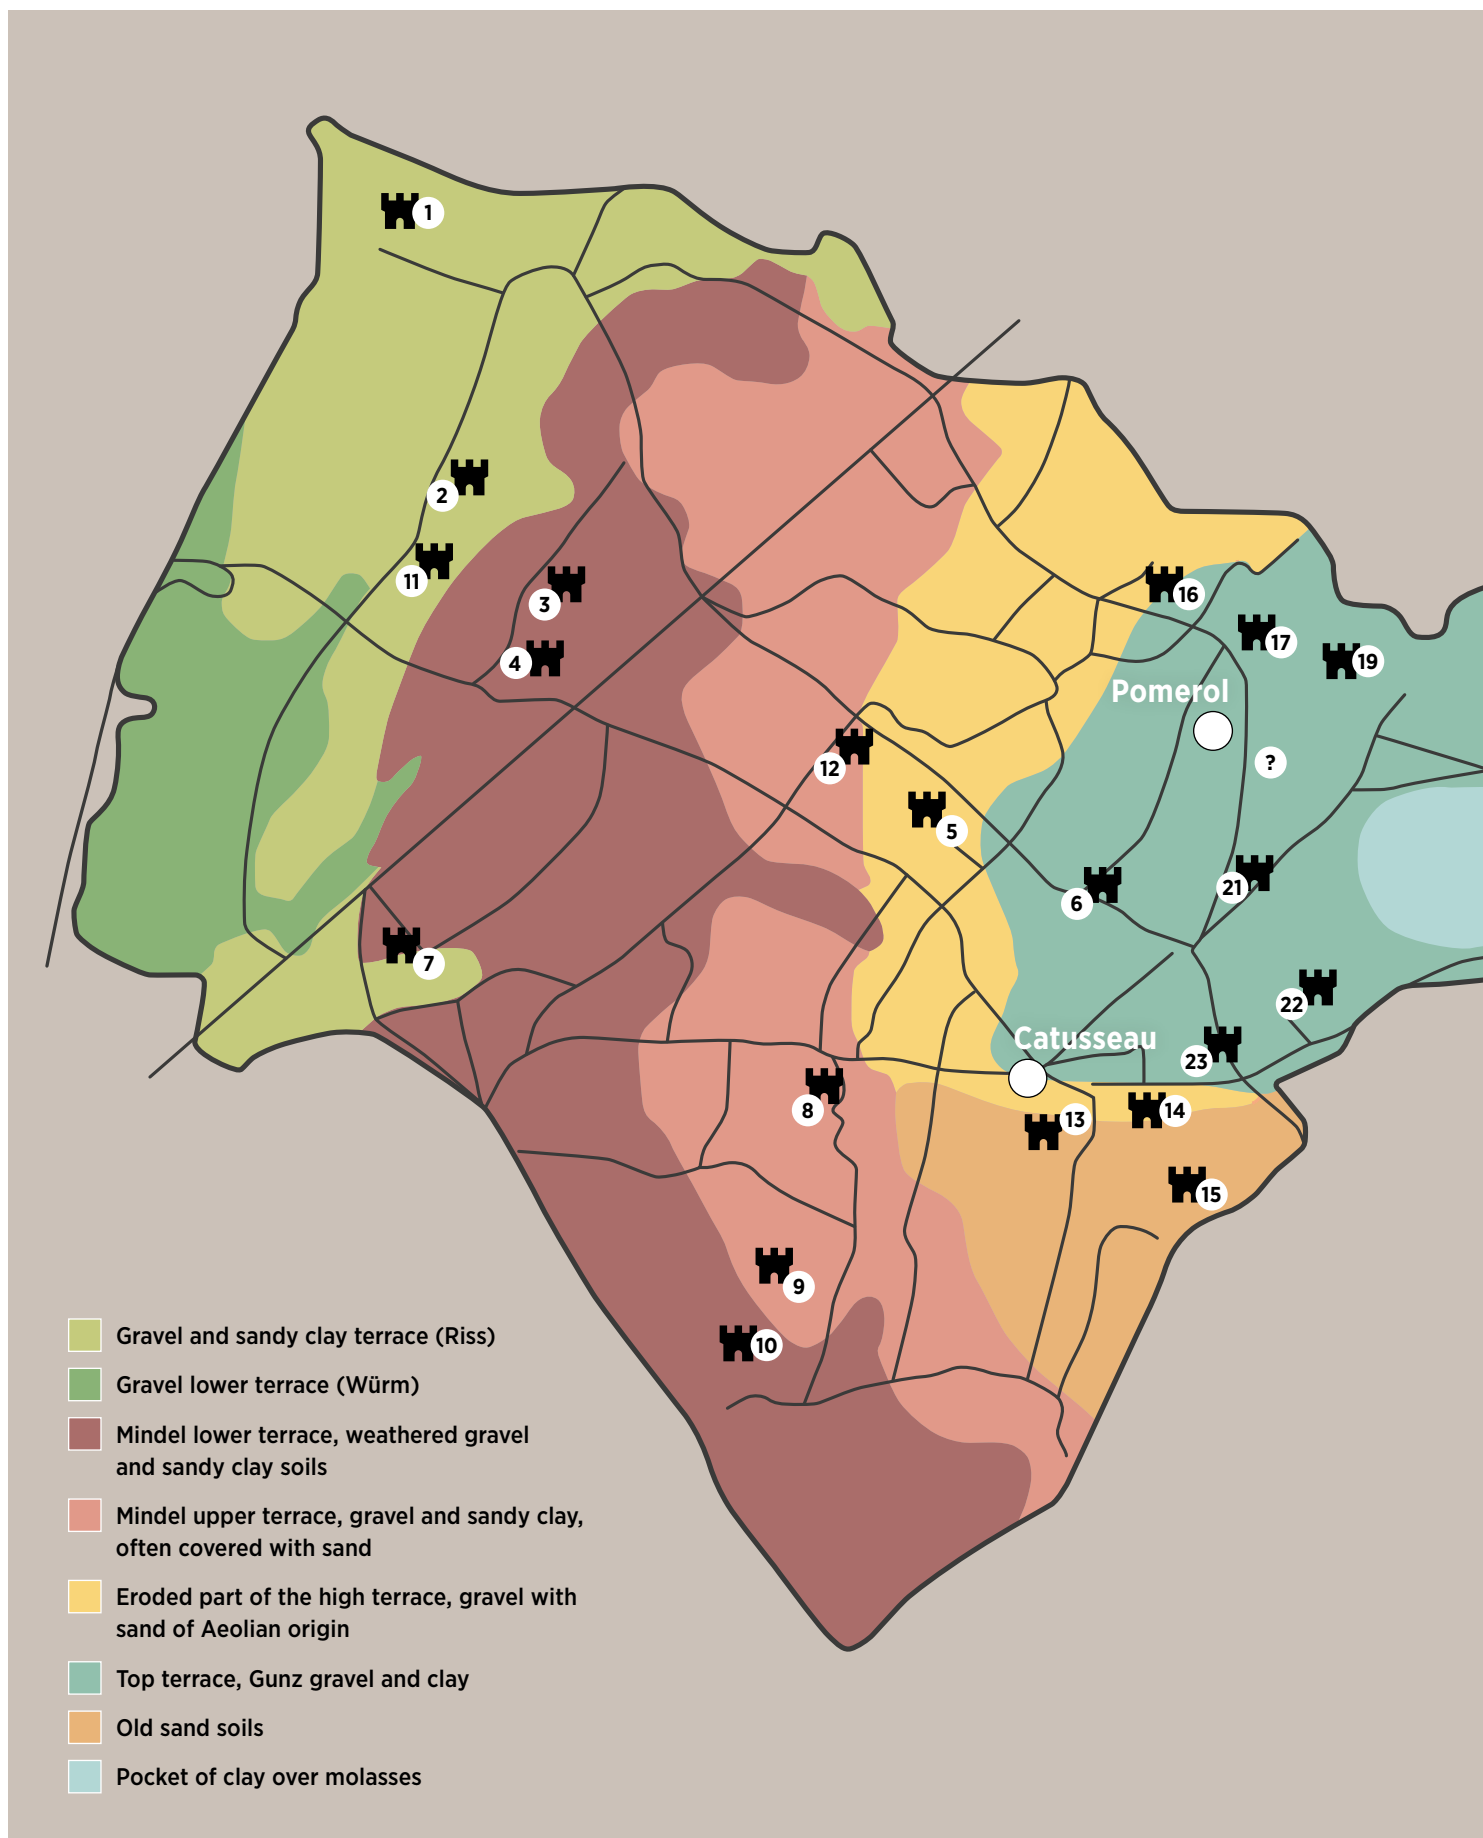 1
2
11
3
4
16
17
19
Pomerol
12
?
5
6
21
7
22
Catusseau
23
8
13
14
15
9
10
Gravel and sandy clay terrace (Riss)
Gravel lower terrace (Würm)
Mindel lower terrace, weathered gravel
and sandy clay soils
Mindel upper terrace, gravel and sandy clay,
often covered with sand
Eroded part of the high terrace, gravel with
sand of Aeolian origin
Top terrace, Gunz gravel and clay
Old sand soils
Pocket of clay over molasses